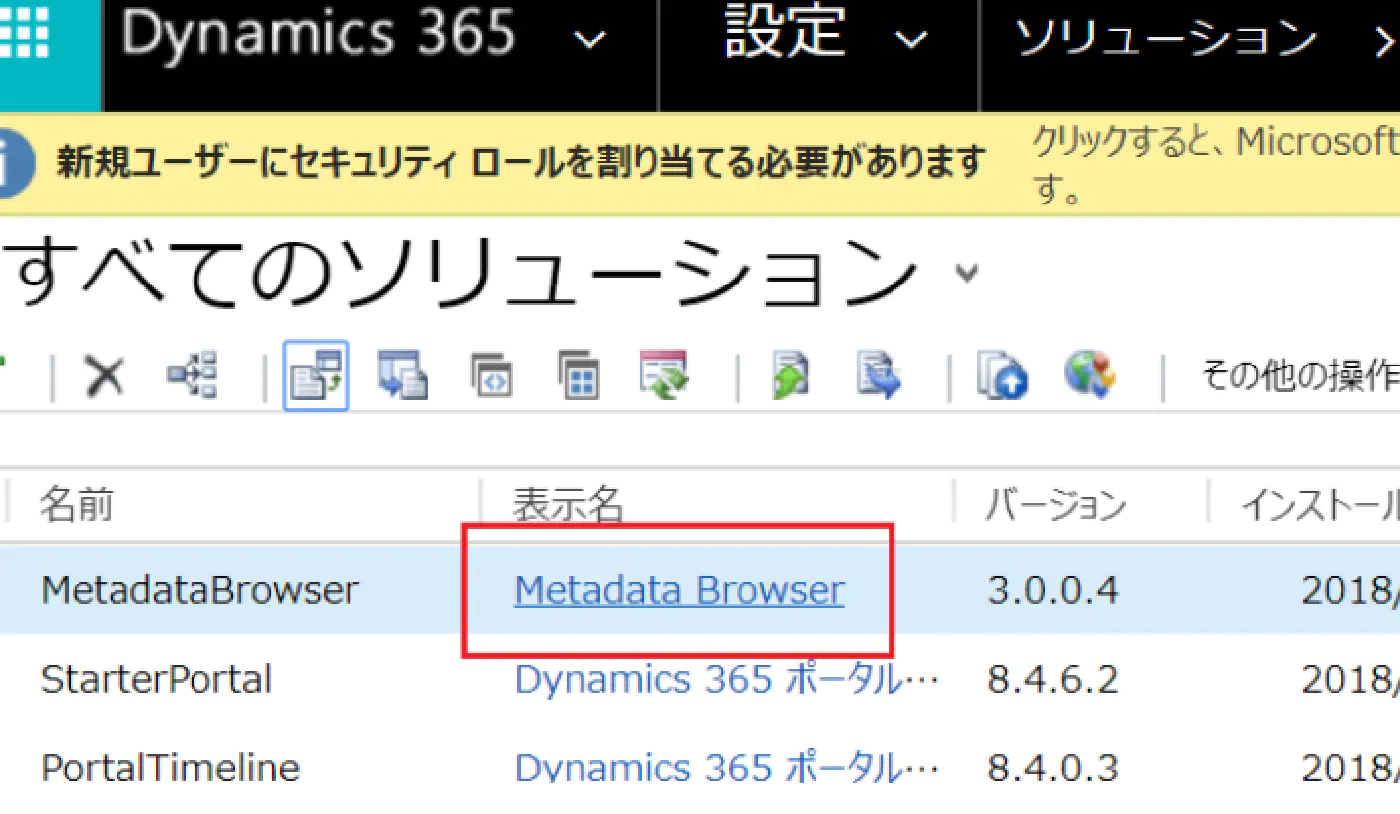 Dynamics 365 設定 ソリューション
新規ユーザーにセキュリティ ロールを割り当てる必要があります クリックすると、Microsoft
す。
すべてのソリューション
その他の操作
名前 表示名 バージョン インストール
MetadataBrowser Metadata Browser 3.0.0.4 2018/
StarterPortal Dynamics 365 ポータル… 8.4.6.2 2018/
PortalTimeline Dynamics 365 ポータル… 8.4.0.3 2018/